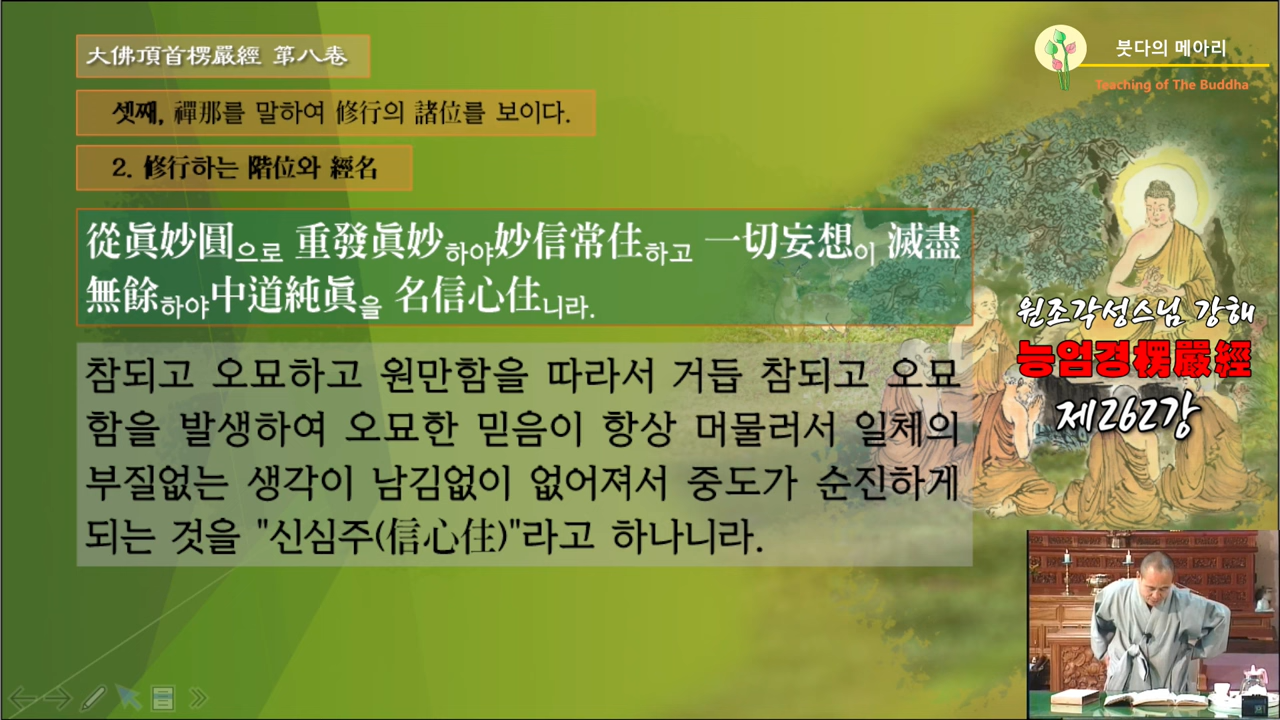 大佛頂首楞嚴經 第八卷
셋째, 禪那를 말하여 修行의 諸位를 보이다.
2. 修行하는 階位와 經名
從眞妙圓으로 重發眞妙하야妙信常住하고 一切妄想이 滅盡
無餘하야中道純眞을 名信心住니라.
참되고 오묘하고 원만함을 따라서 거듭 참되고 오묘
함을 발생하여 오묘한 믿음이 항상 머물러서 일체의
부질없는 생각이 남김없이 없어져서 중도가 순진하게
되는 것을 "신심주(信心住)"라고 하나니라.
붓다의 메아리
Teaching of The Buddha
원조각성스님 강해
능엄경楞嚴經
제262강